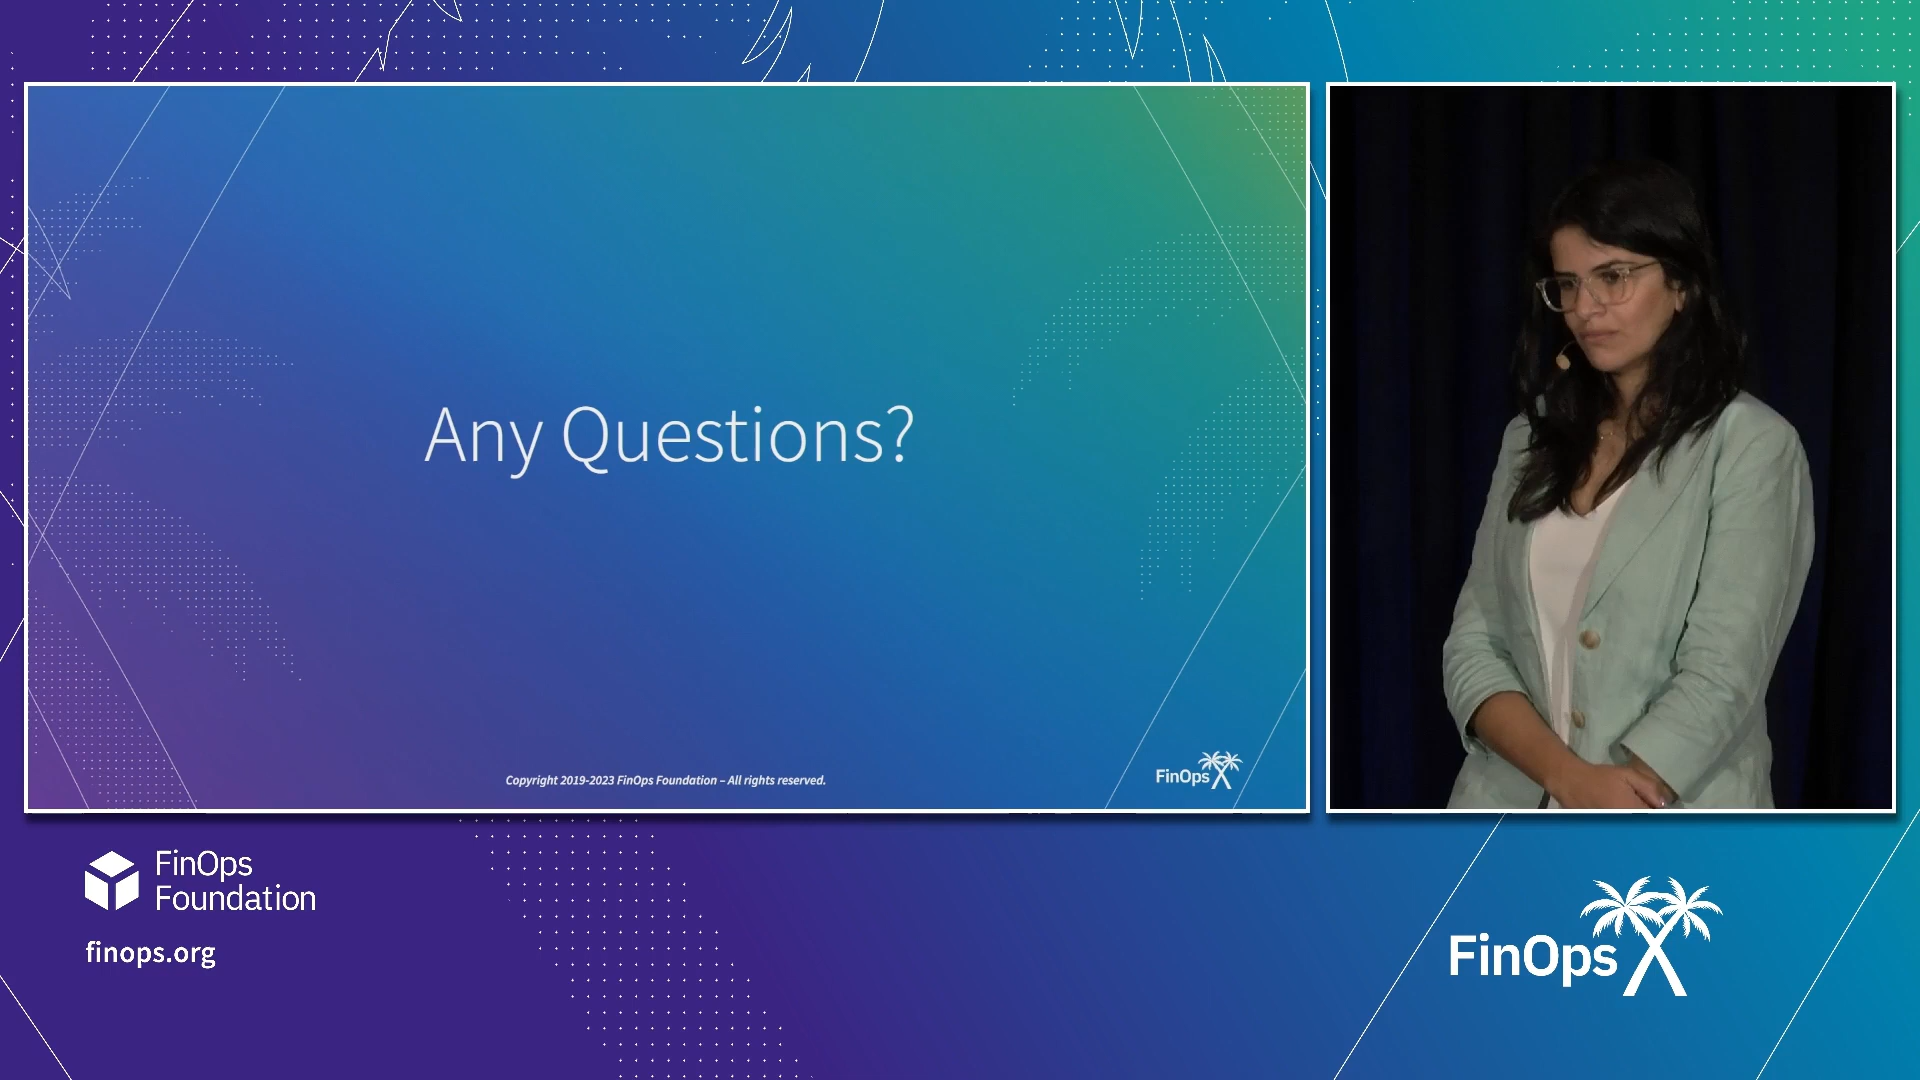 Any Questions?
Copyright 2019-2023 FinOps Foundation – All rights reserved.
FinOps X
FinOps
Foundation
finops.org
FinOps X